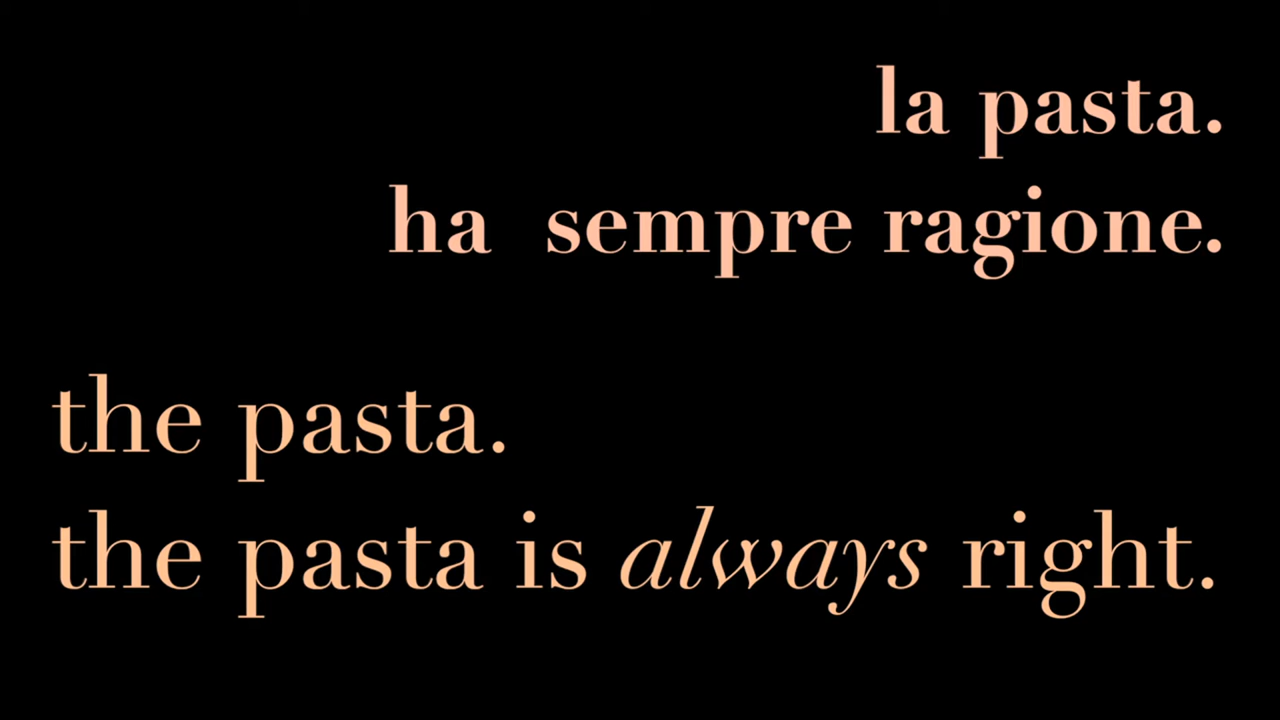 la pasta.
ha sempre ragione.
the pasta.
the pasta is always right.